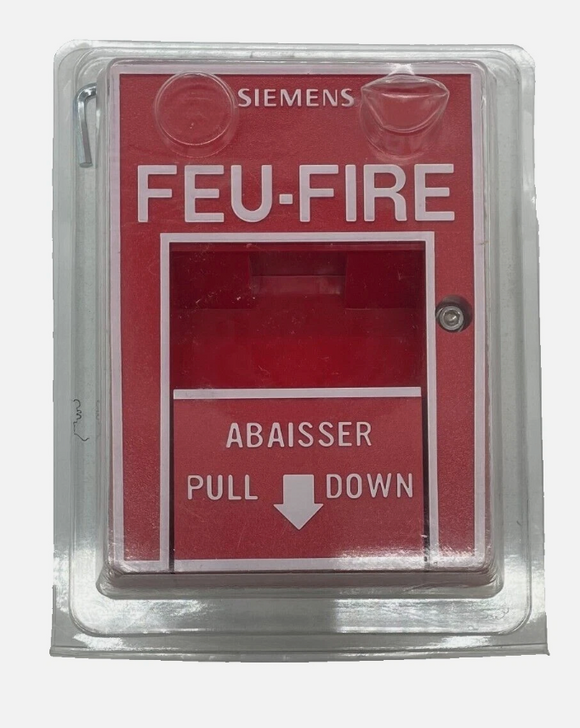 SIEMENS
FEU-FIRE
ABAISSER
PULL DOWN